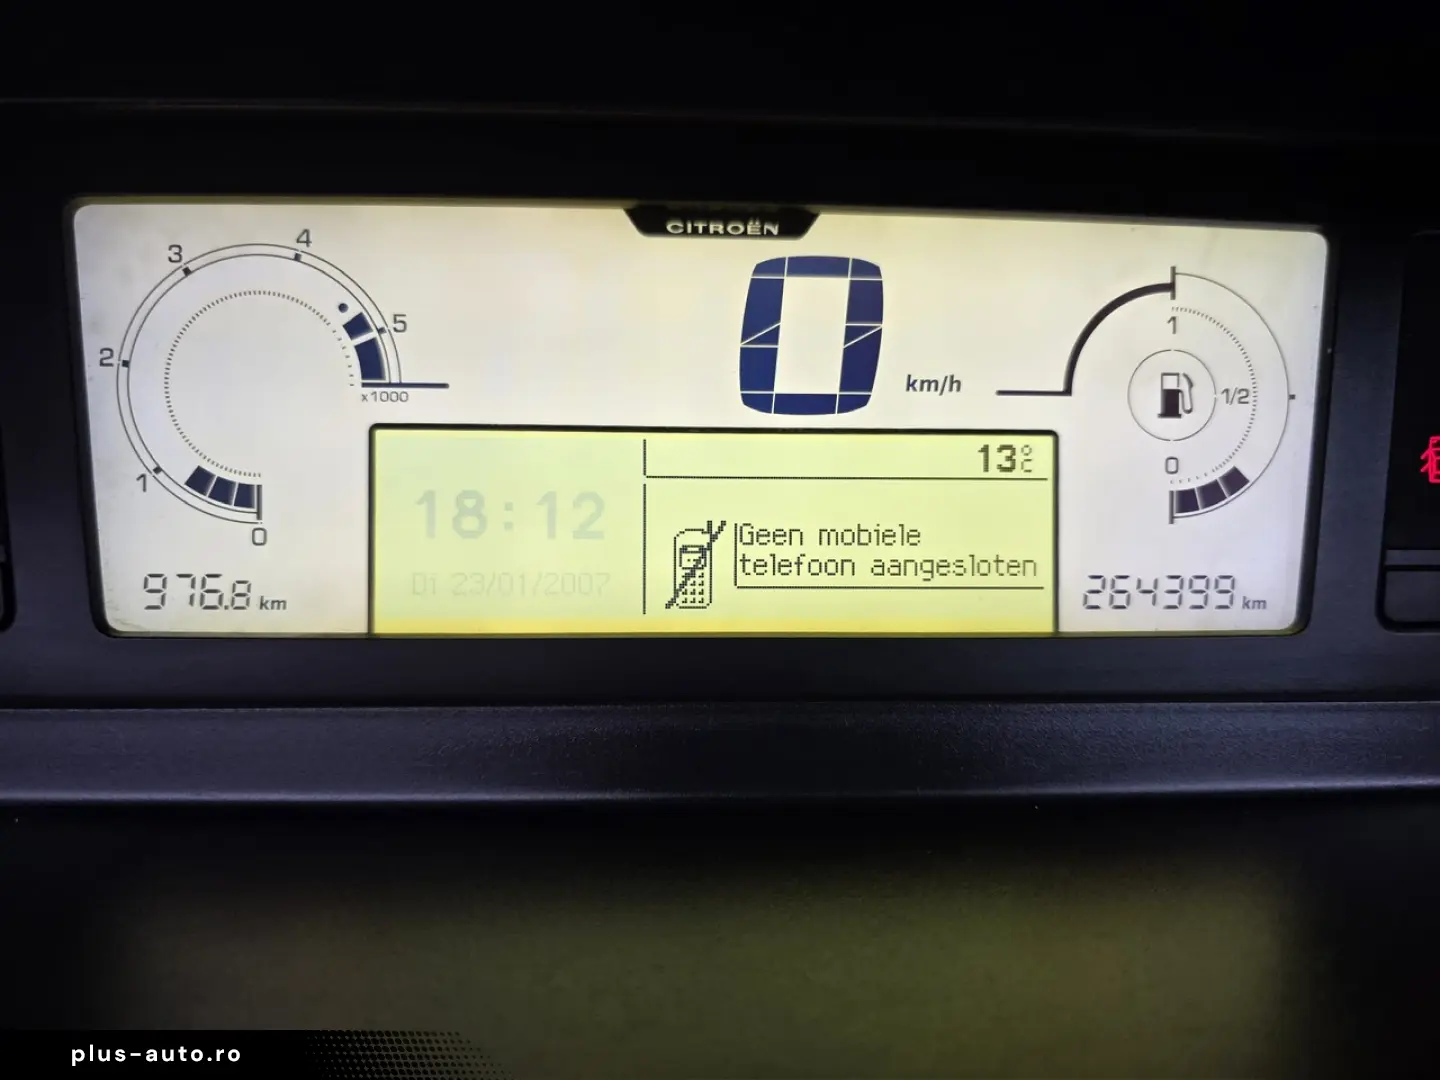 CITROËN
3
4
2
5
x1000
1
0
976.8 km
0 km/h
1
1/2
0
18:12
Di 23/01/2007
13°C
Geen mobiele
telefoon aangesloten
264399 km
plus-auto.ro